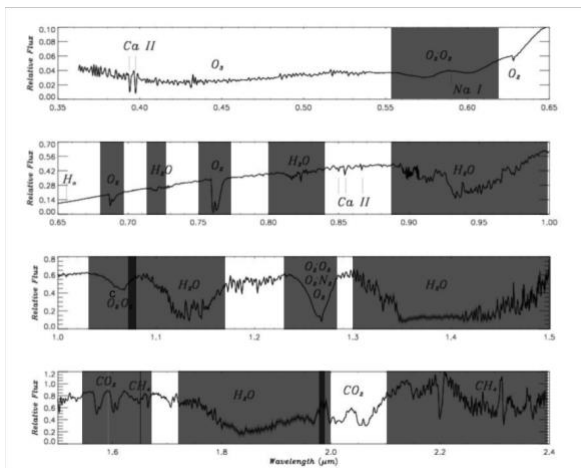 Relative Flux
0.10
0.08
0.06
0.04
0.02
0.00
Ca II
O₂
O₂O₂
Na I
O₂
0.35
0.40
0.45
0.50
0.55
0.60
0.65
Relative Flux
0.70
0.56
0.42
0.28
0.14
0.00
Hα
O₂
H₂O
O₂
H₂O
Ca II
H₂O
0.65
0.70
0.75
0.80
0.85
0.90
0.95
1.00
Relative Flux
0.8
0.6
0.4
0.2
0.0
C
O₂O₂
H₂O
O₂O₂
O₂N₂
O₂
H₂O
1.0
1.1
1.2
1.3
1.4
1.5
Relative Flux
1.2
1.0
0.8
0.6
0.4
0.2
0.0
CO₂
CH₄
H₂O
CO₂
CH₄
1.6
1.8
2.0
2.2
2.4
Wavelength (μm)